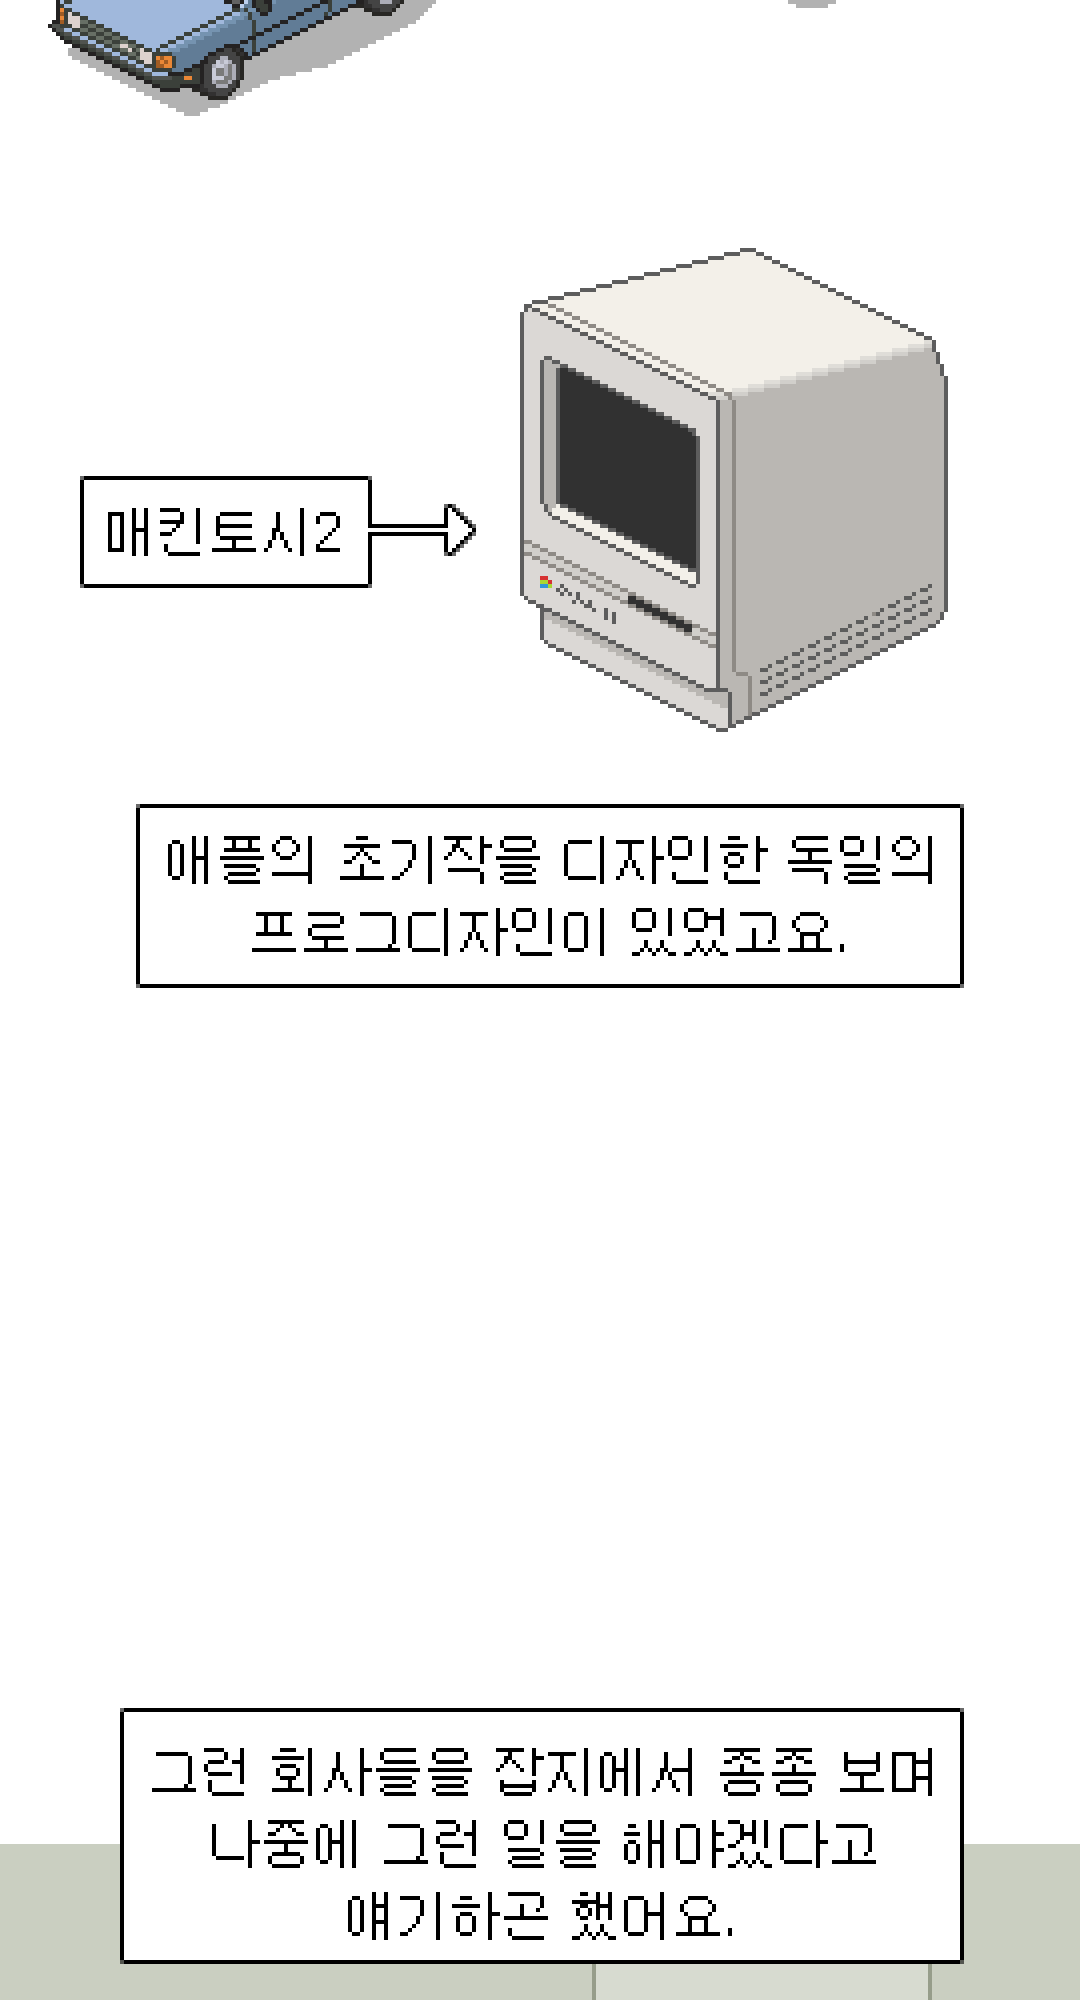 매킨토시2
애플의 초기작을 디자인한 독일의
프로그디자인이 있었고요.
그런 회사들을 잡지에서 종종 보며
나중에 그런 일을 해야겠다고
얘기하곤 했어요.